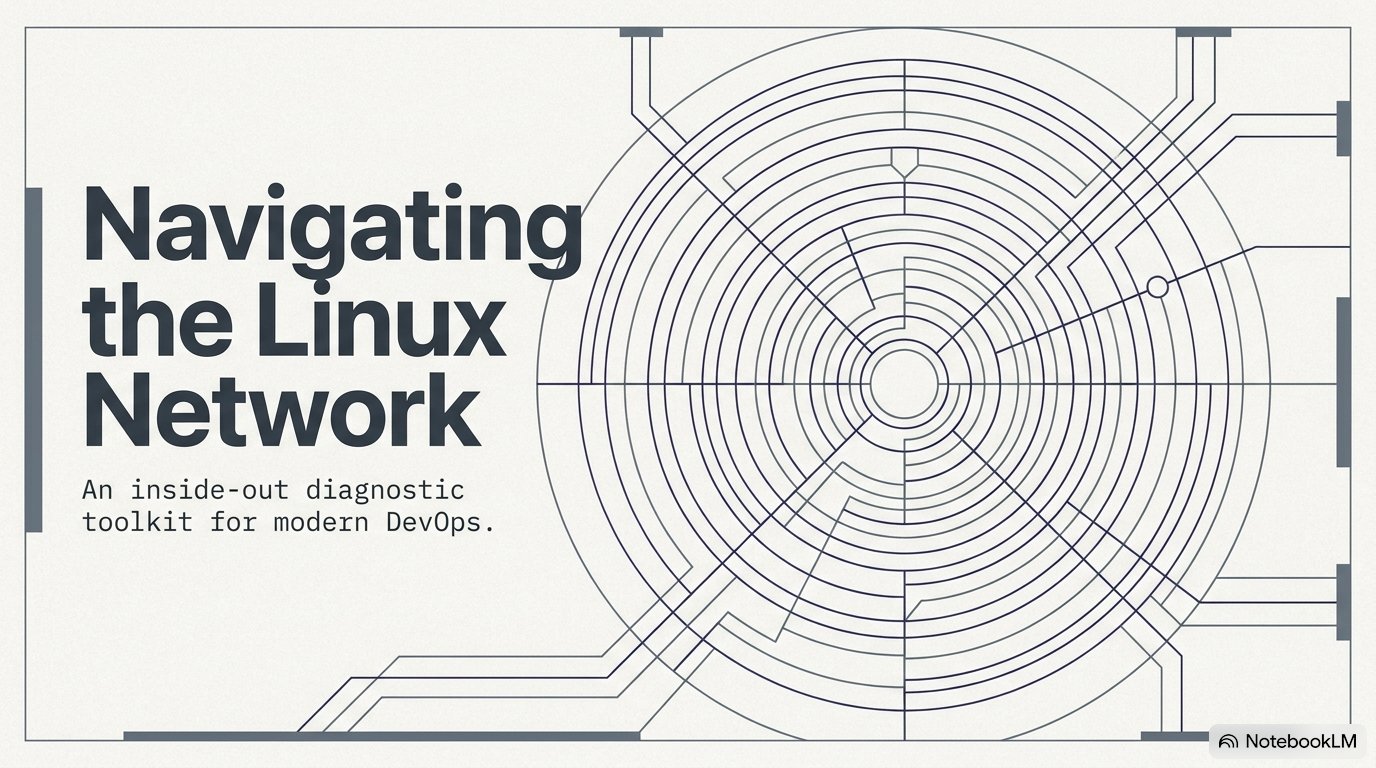 Navigating
the Linux
Network
An inside-out diagnostic
toolkit for modern DevOps.
NotebookLM